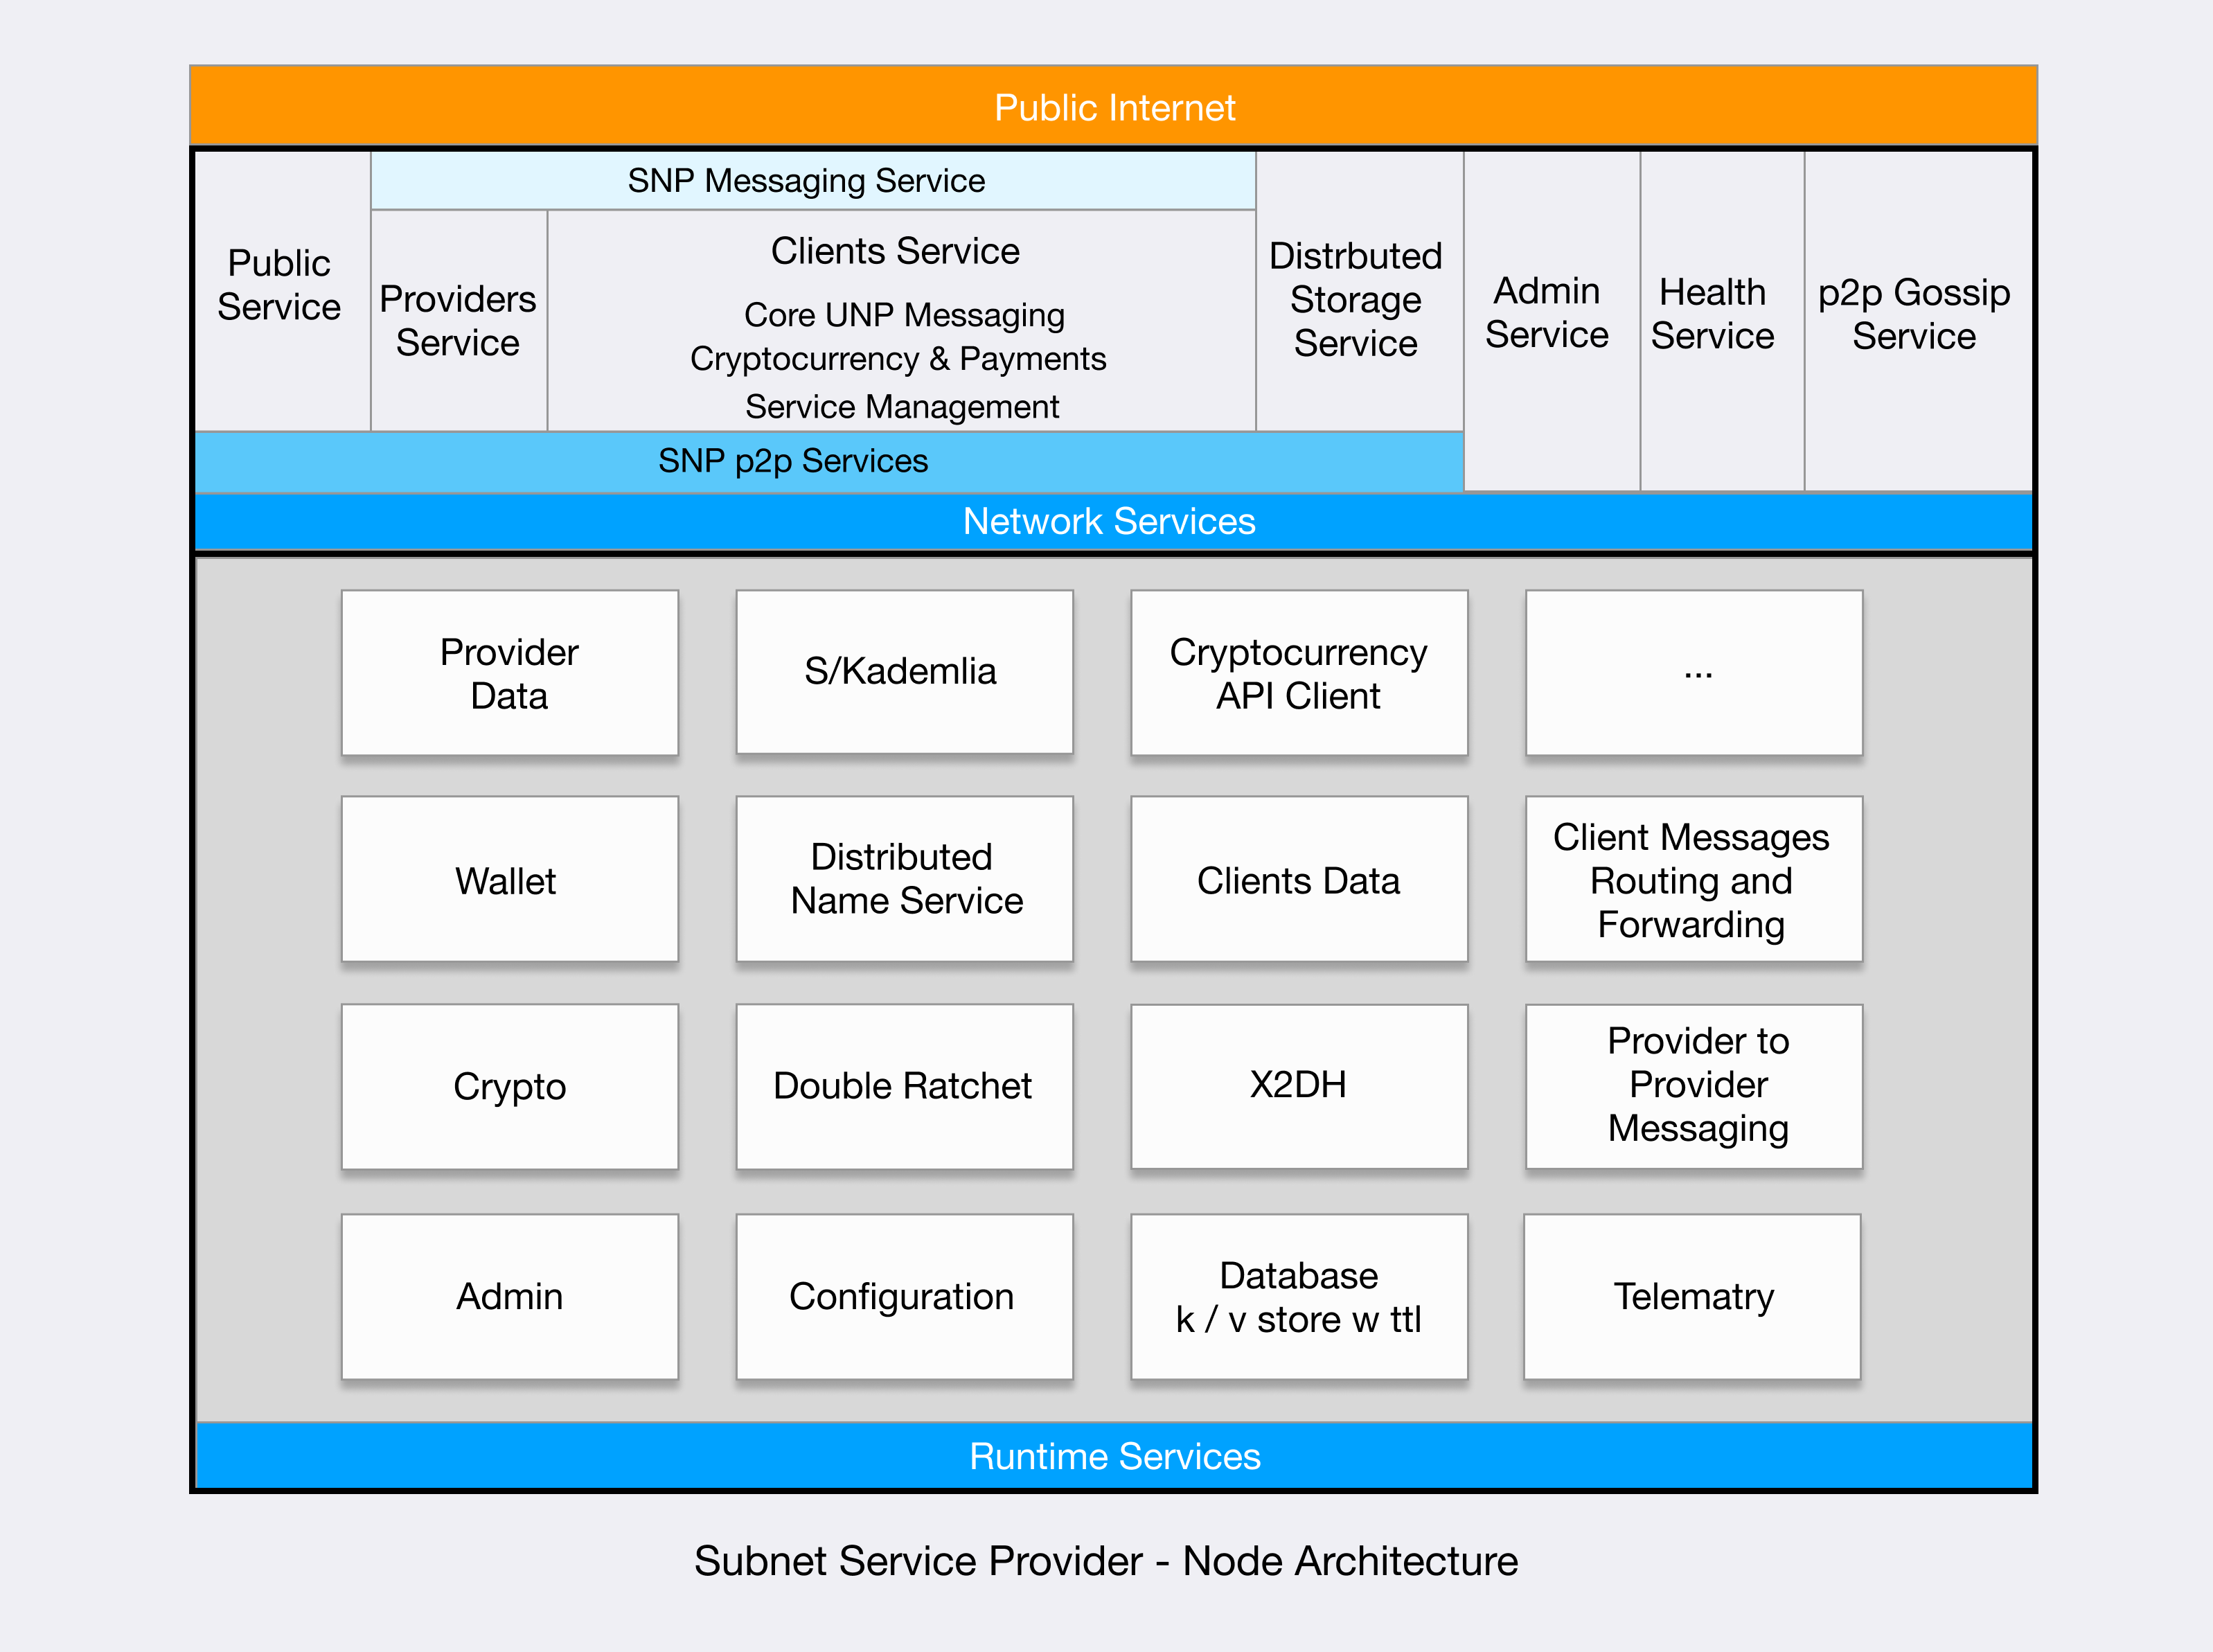 Public Internet
SNP Messaging Service
Public
Service
Providers
Service
Clients Service
Core UNP Messaging
Cryptocurrency & Payments
Service Management
Distrbuted
Storage
Service
Admin
Service
Health
Service
p2p Gossip
Service
SNP p2p Services
Network Services
Provider
Data
S/Kademlia
Cryptocurrency
API Client
...
Wallet
Distributed
Name Service
Clients Data
Client Messages
Routing and
Forwarding
Crypto
Double Ratchet
X2DH
Provider to
Provider
Messaging
Admin
Configuration
Database
k / v store w ttl
Telematry
Runtime Services
Subnet Service Provider - Node Architecture